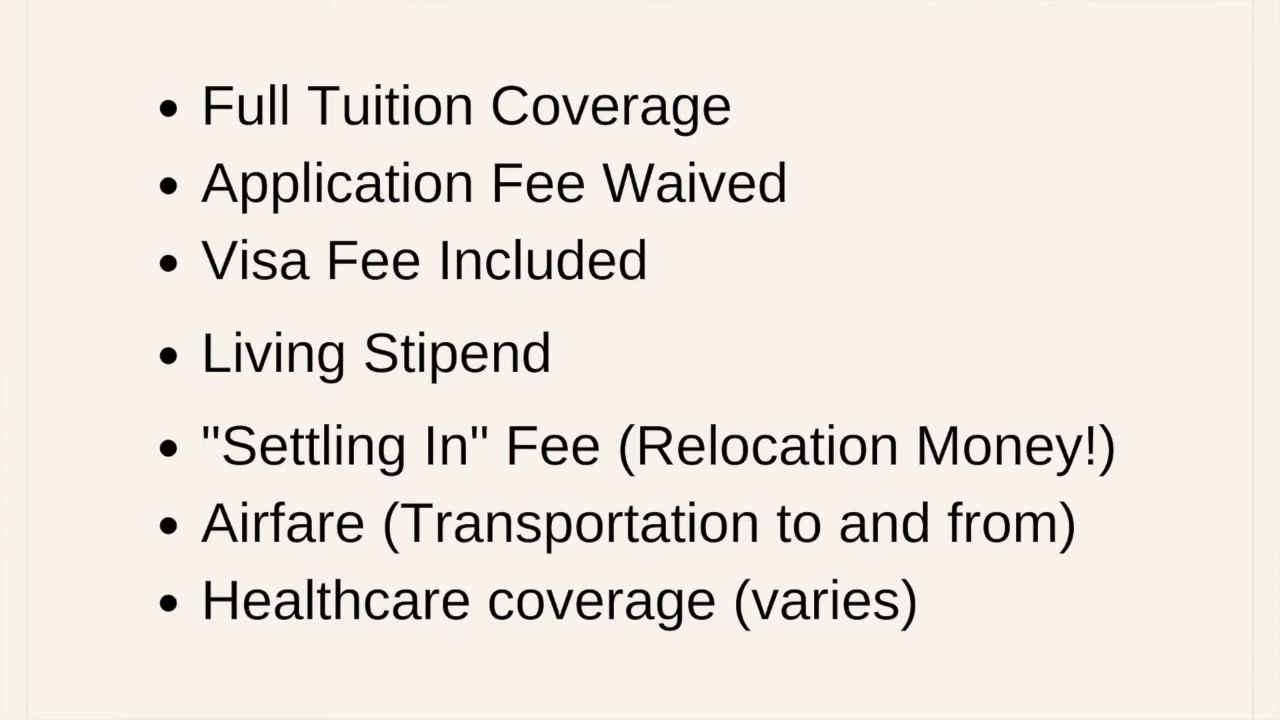 • Full Tuition Coverage
• Application Fee Waived
• Visa Fee Included
• Living Stipend
• "Settling In" Fee (Relocation Money!)
• Airfare (Transportation to and from)
• Healthcare coverage (varies)